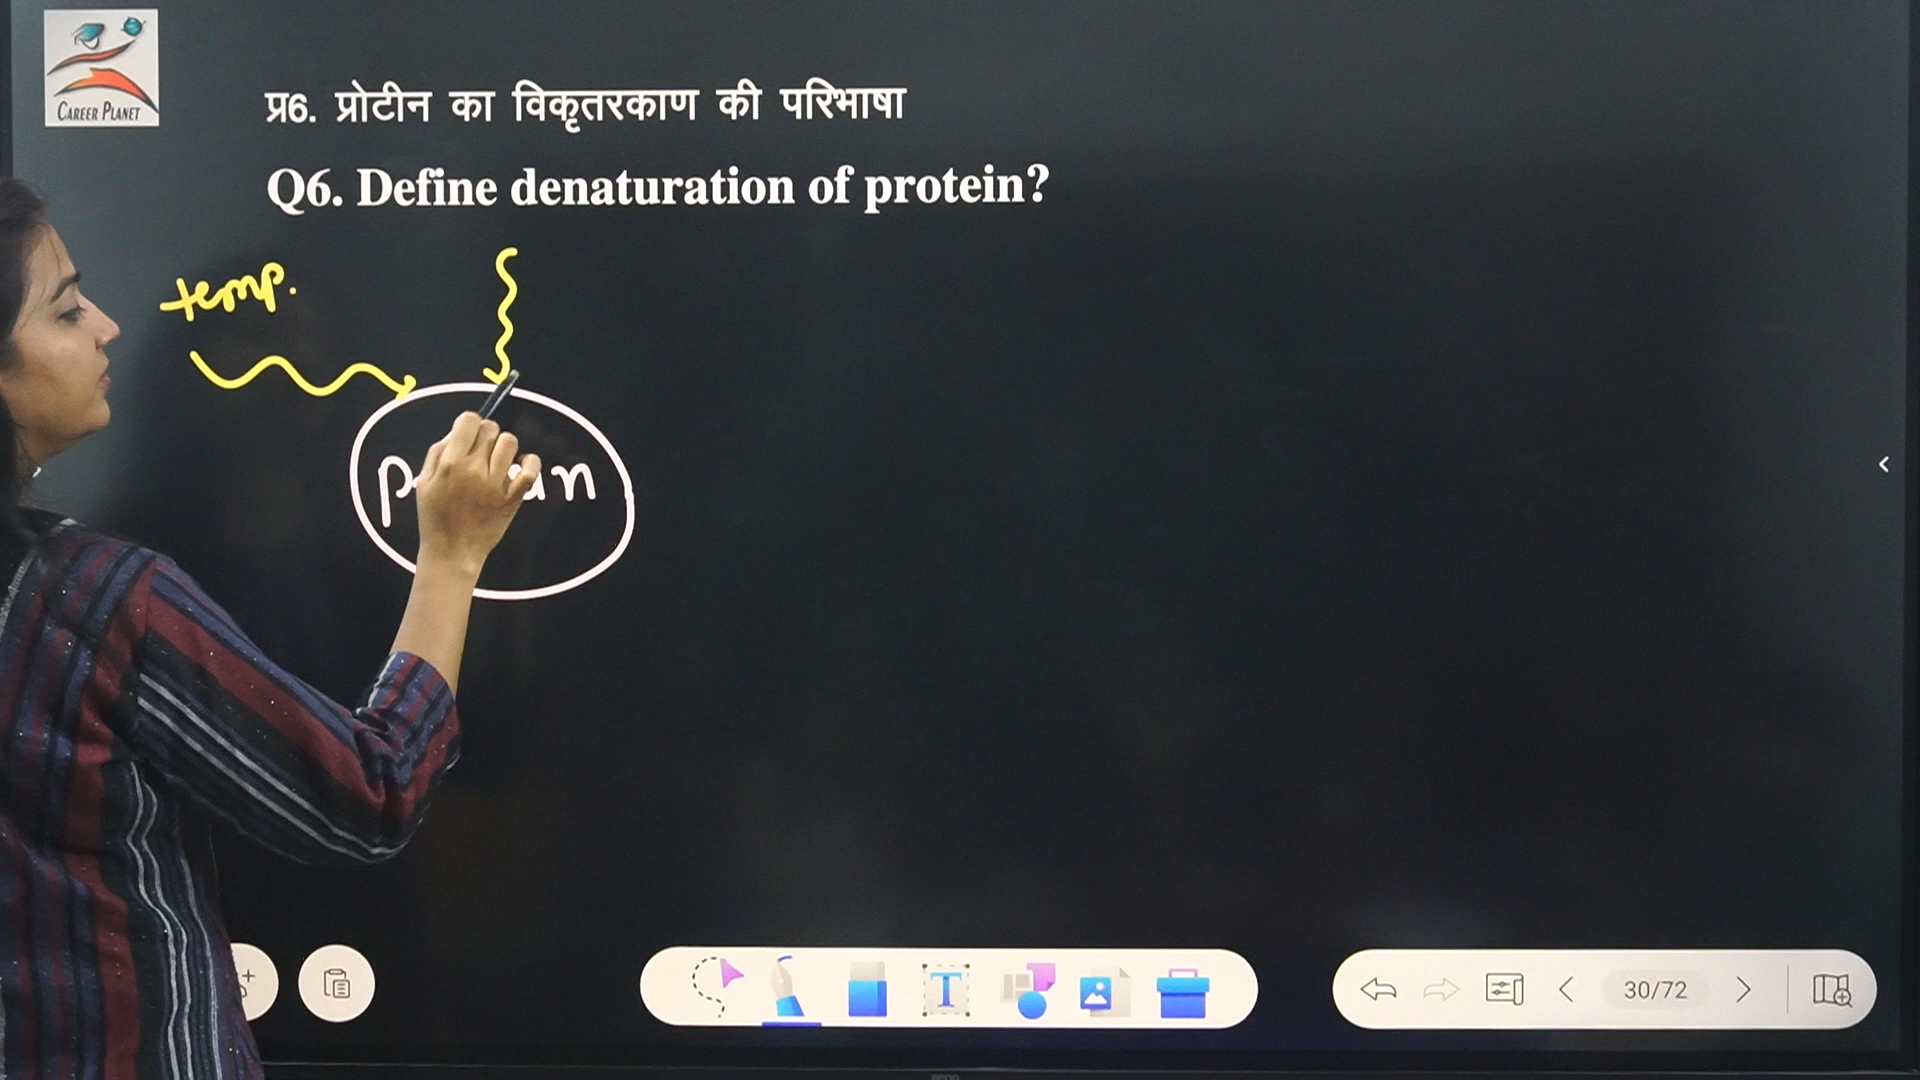 CAREER PLANET
प्र6. प्रोटीन का विकृतरकाण की परिभाषा
Q6. Define denaturation of protein?
temp.
T
30/72